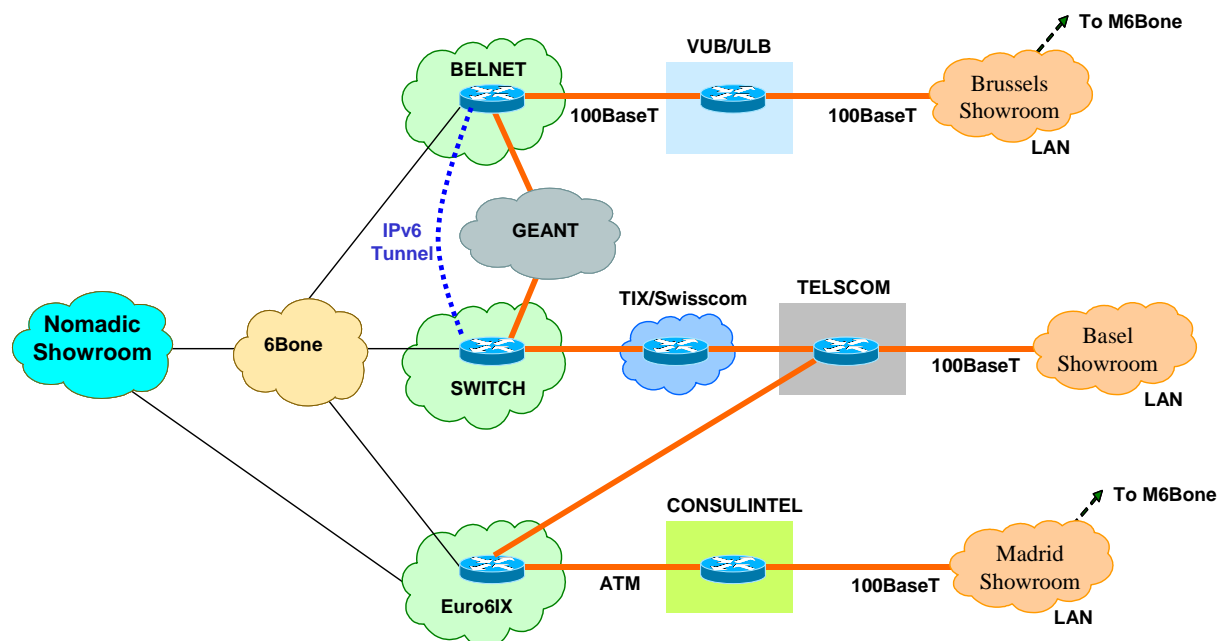 To M6Bone
VUB/ULB
BELNET
Brussels
Showroom
100BaseT
100BaseT
LAN
IPv6
Tunnel
GEANT
TIX/Swisscom
TELSCOM
Nomadic
Showroom
6Bone
Basel
Showroom
100BaseT
SWITCH
LAN
To M6Bone
CONSULINTEL
Madrid
Showroom
ATM
100BaseT
Euro6IX
LAN